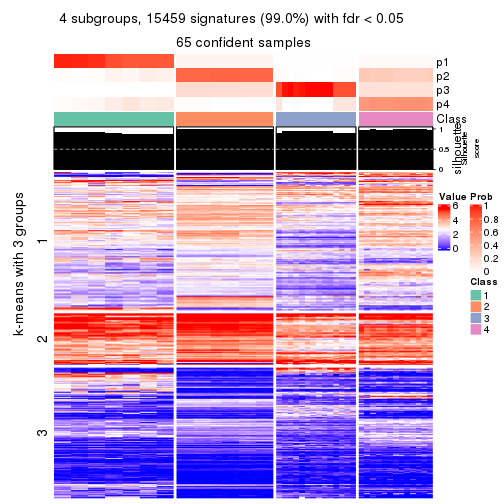 4 subgroups, 15459 signatures (99.0%) with fdr < 0.05
65 confident samples
p1
p2
p3
p4
Class
1
0.5
0
silhouette
Silhouette
score
k-means with 3 groups
1
2
3
Value
6
4
2
0
Prob
1
0.8
0.6
0.4
0.2
0
Class
1
2
3
4